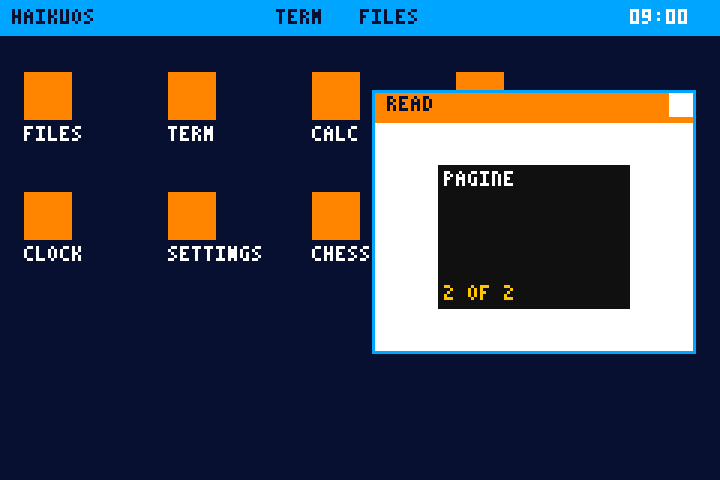 HAIKUOS TERM FILES 09:00
READ
FILES TERM CALC
PAGINE
CLOCK SETTINGS CHESS
2 OF 2